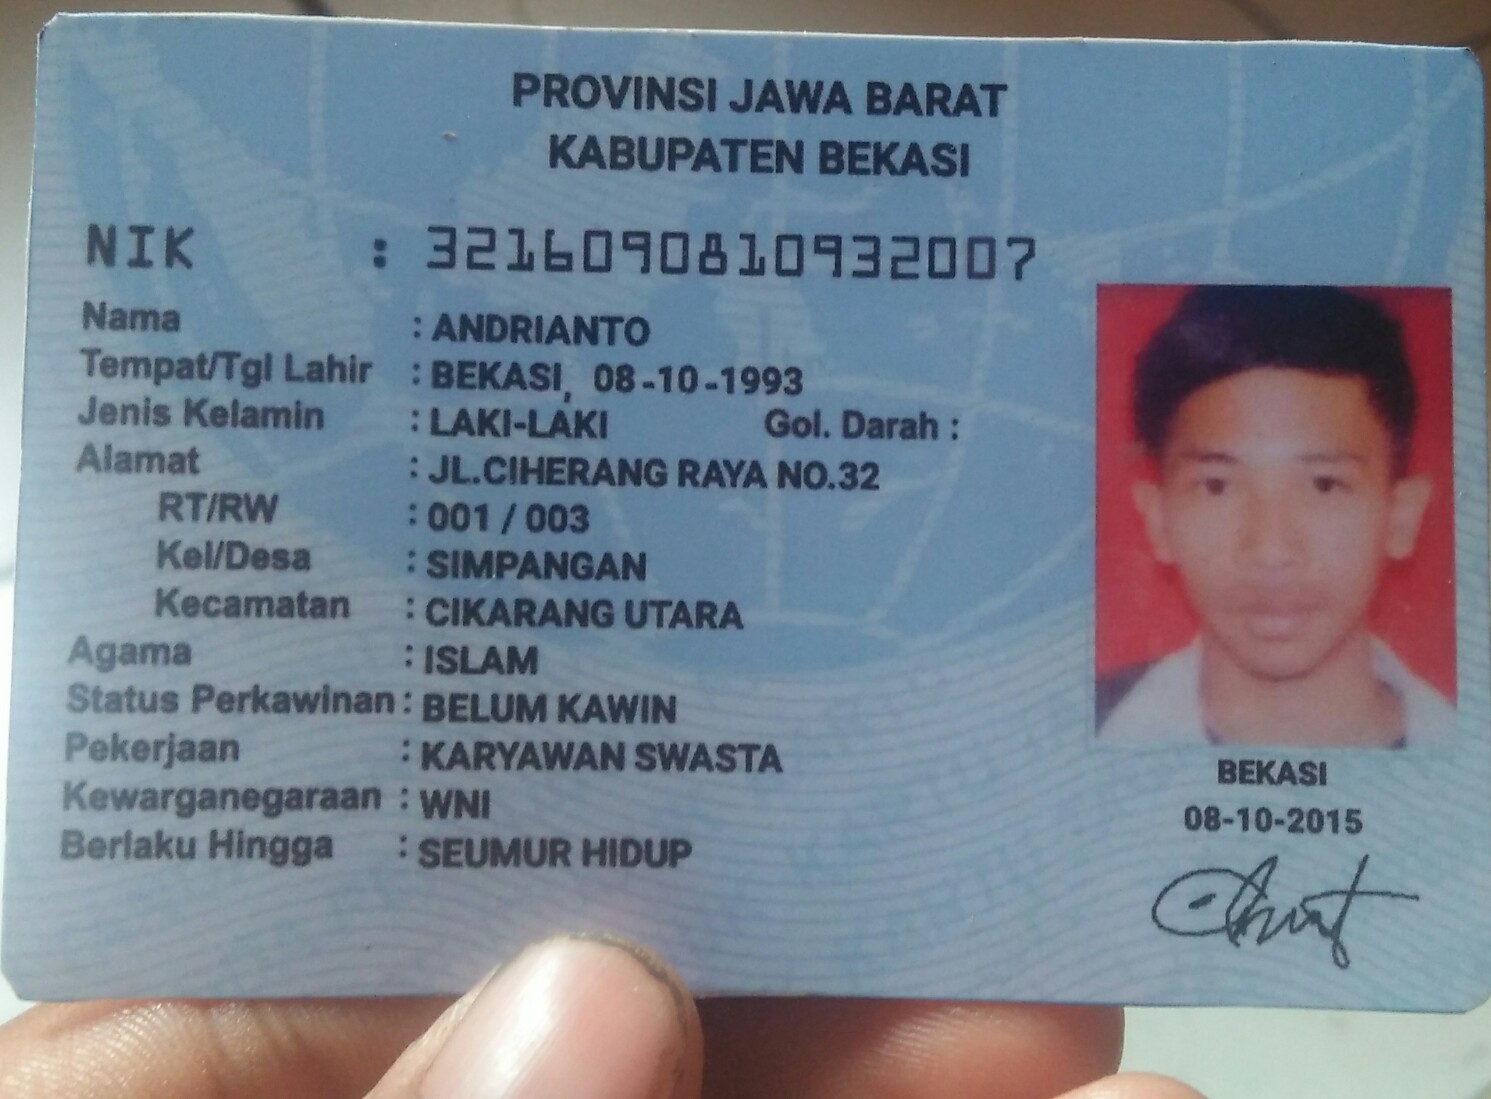 PROVINSI JAWA BARAT
KABUPATEN BEKASI
NIK : 3216090810932007
Nama : ANDRIANTO
Tempat/Tgl Lahir : BEKASI, 08-10-1993
Jenis Kelamin : LAKI-LAKI Gol. Darah :
Alamat : JL.CIHERANG RAYA NO.32
RT/RW : 001 / 003
Kel/Desa : SIMPANGAN
Kecamatan : CIKARANG UTARA
Agama : ISLAM
Status Perkawinan : BELUM KAWIN
Pekerjaan : KARYAWAN SWASTA
Kewarganegaraan : WNI
Berlaku Hingga : SEUMUR HIDUP
BEKASI
08-10-2015